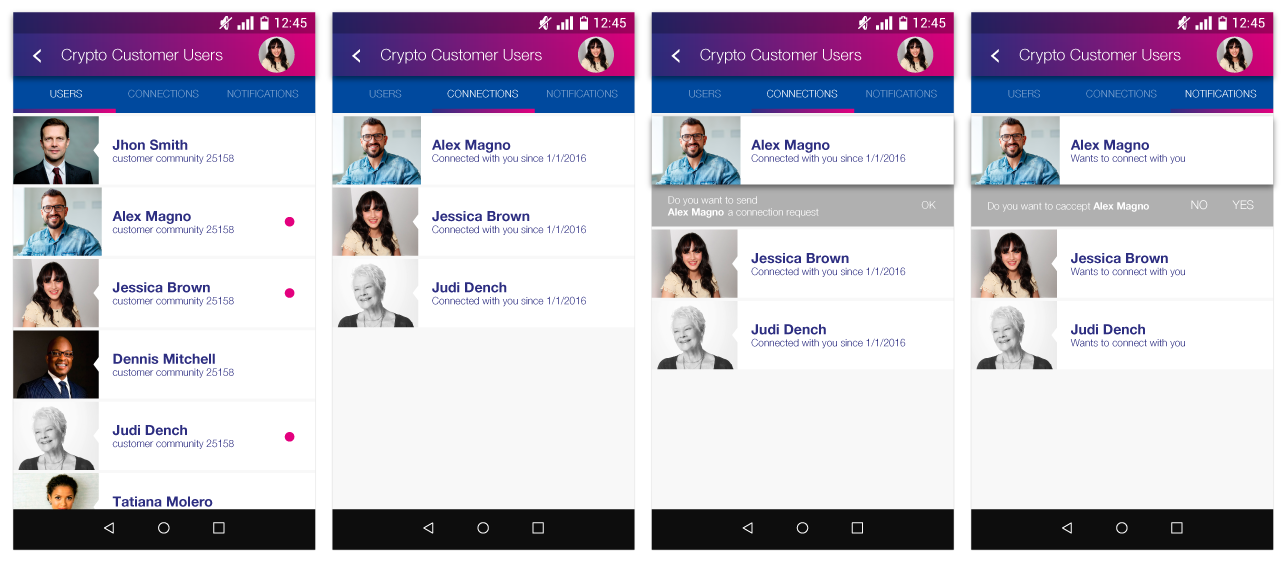 12:45
Crypto Customer Users
USERS CONNECTIONS NOTIFICATIONS
Jhon Smith
customer community 25158
Alex Magno
customer community 25158
Jessica Brown
customer community 25158
Dennis Mitchell
customer community 25158
Judi Dench
customer community 25158
Tatiana Molero
12:45
Crypto Customer Users
USERS CONNECTIONS NOTIFICATIONS
Alex Magno
Connected with you since 1/1/2016
Jessica Brown
Connected with you since 1/1/2016
Judi Dench
Connected with you since 1/1/2016
12:45
Crypto Customer Users
USERS CONNECTIONS NOTIFICATIONS
Alex Magno
Connected with you since 1/1/2016
Do you want to send
Alex Magno a connection request
OK
Jessica Brown
Connected with you since 1/1/2016
Judi Dench
Connected with you since 1/1/2016
12:45
Crypto Customer Users
USERS CONNECTIONS NOTIFICATIONS
Alex Magno
Wants to connect with you
Do you want to caccept Alex Magno NO YES
Jessica Brown
Wants to connect with you
Judi Dench
Wants to connect with you